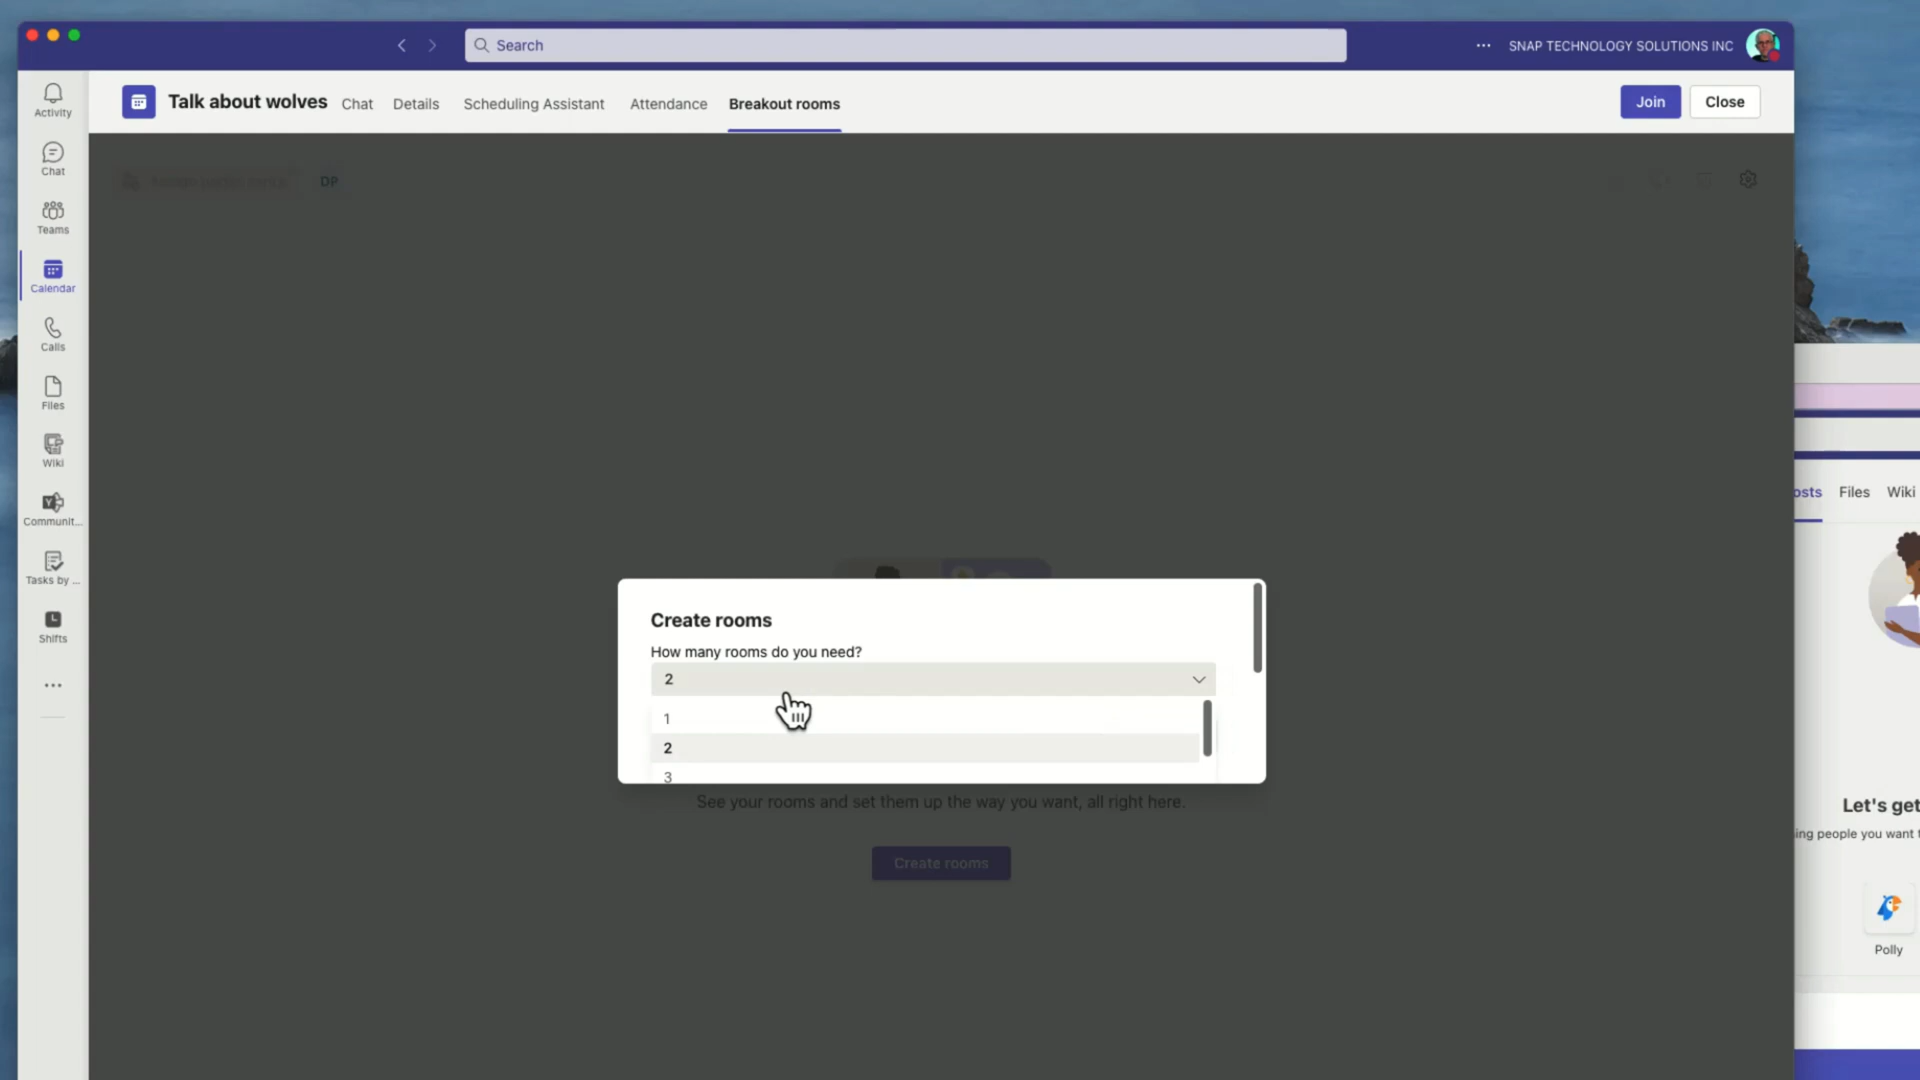 Search
SNAP TECHNOLOGY SOLUTIONS INC
Activity
Chat
Teams
Calendar
Calls
Files
Wiki
Communit...
Tasks by ...
Shifts
Talk about wolves
Chat
Details
Scheduling Assistant
Attendance
Breakout rooms
Join
Close
DP
Create rooms
How many rooms do you need?
2
1
2
3
See your rooms and set them up the way you want, all right here.
Create rooms
osts
Files
Wiki
Let's get
ing people you want t
Polly